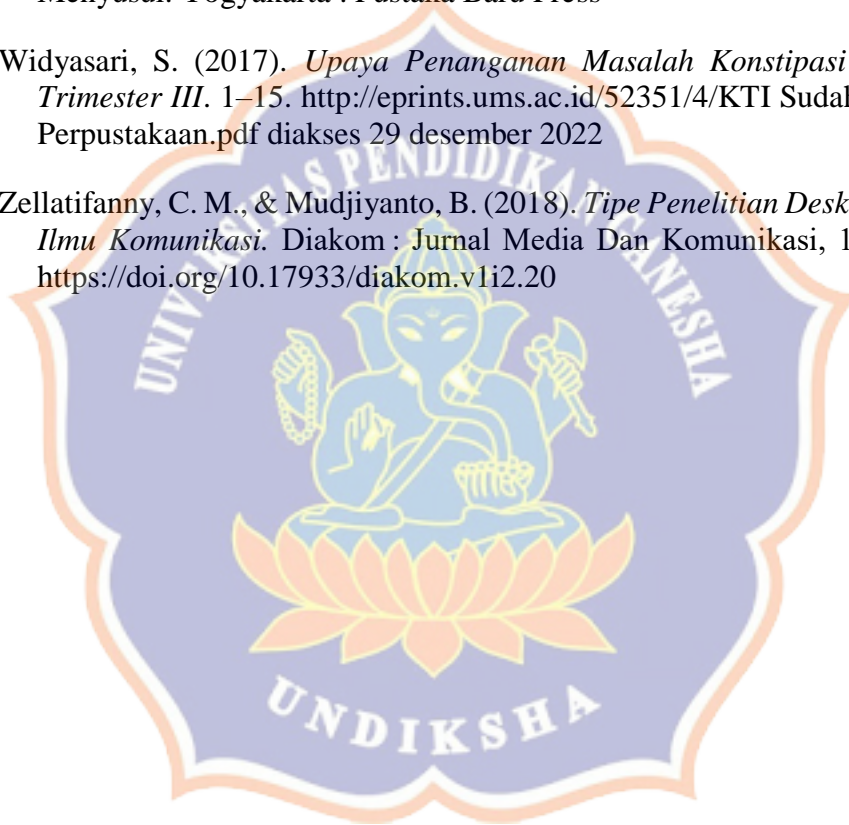 Menyusui. Yogyakarta : Pustaka Baru Press
Widyasari, S. (2017). Upaya Penanganan Masalah Konstipasi
Trimester III. 1–15. http://eprints.ums.ac.id/52351/4/KTI Sudah
Perpustakaan.pdf diakses 29 desember 2022
Zellatifanny, C. M., & Mudjiyanto, B. (2018). Tipe Penelitian Desk
Ilmu Komunikasi. Diakom : Jurnal Media Dan Komunikasi, 1
https://doi.org/10.17933/diakom.v1i2.20
UNIVERSITAS PENDIDIKAN GANESHA
UNDIKSHA